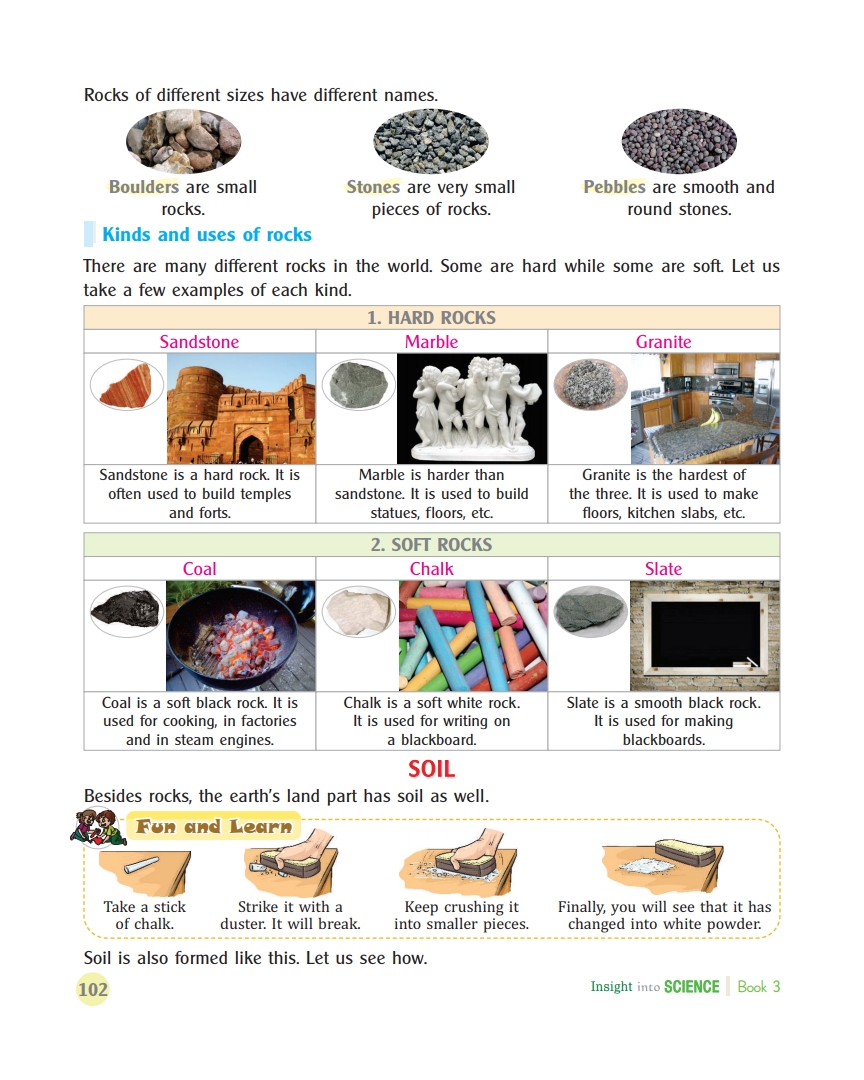 Rocks of different sizes have different names.
Boulders are small
rocks.
Stones are very small
pieces of rocks.
Pebbles are smooth and
round stones.
Kinds and uses of rocks
There are many different rocks in the world. Some are hard while some are soft. Let us
take a few examples of each kind.
1. HARD ROCKS
Sandstone
Marble
Granite
Sandstone is a hard rock. It is
often used to build temples
and forts.
Marble is harder than
sandstone. It is used to build
statues, floors, etc.
Granite is the hardest of
the three. It is used to make
floors, kitchen slabs, etc.
2. SOFT ROCKS
Coal
Chalk
Slate
Coal is a soft black rock. It is
used for cooking, in factories
and in steam engines.
Chalk is a soft white rock.
It is used for writing on
a blackboard.
Slate is a smooth black rock.
It is used for making
blackboards.
SOIL
Besides rocks, the earth's land part has soil as well.
Fun and Learn
Take a stick
of chalk.
Strike it with a
duster. It will break.
Keep crushing it
into smaller pieces.
Finally, you will see that it has
changed into white powder.
Soil is also formed like this. Let us see how.
102
Insight into SCIENCE Book 3